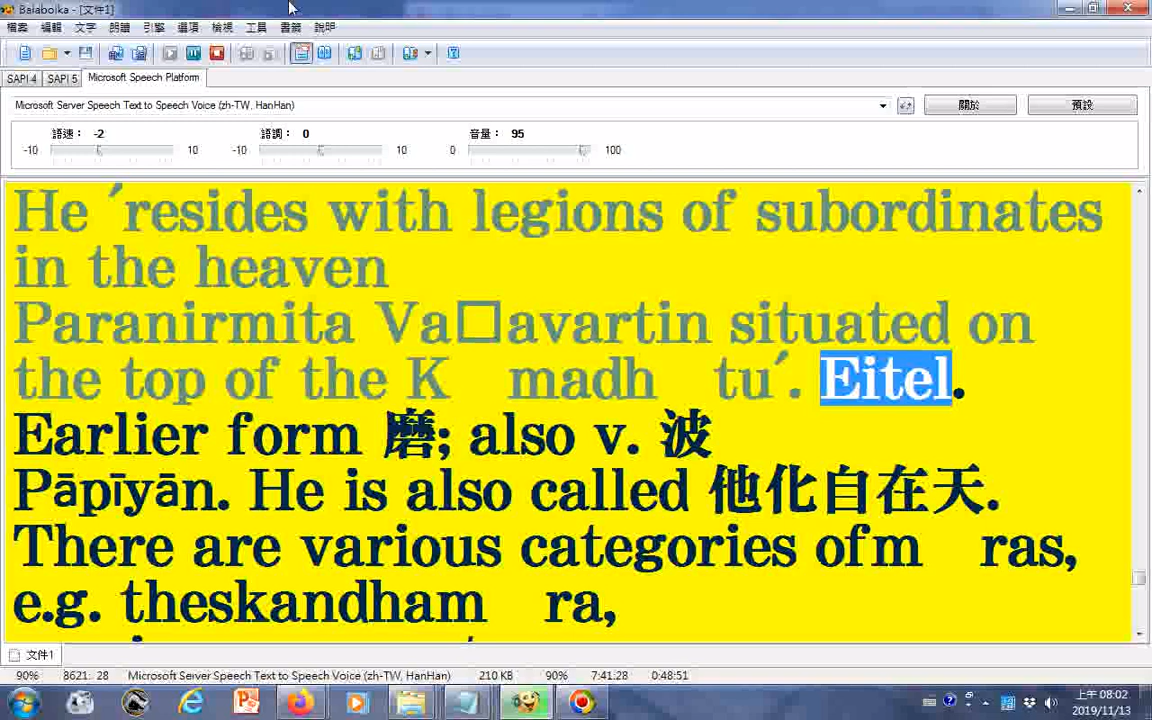 Balabolka - [文件1]
檔案 編輯 文字 朗讀 引擎 選項 檢視 工具 書籤 說明
SAPI 4 SAPI 5 Microsoft Speech Platform
Microsoft Server Speech Text to Speech Voice (zh-TW, HanHan) 關於 預設
語速： -2 語調： 0 音量： 95
-10 10 -10 10 0 100
He ´resides with legions of subordinates
in the heaven
Paranirmita Va□avartin situated on
the top of the K madh tu´. Eitel.
Earlier form 磨; also v. 波
Pāpīyān. He is also called 他化自在天.
There are various categories ofm ras,
e.g. theskandham ra,
文件1
90% 8621: 28 Microsoft Server Speech Text to Speech Voice (zh-TW, HanHan) 210 KB 90% 7:41:28 0:48:51
上午 08:02
2019/11/13